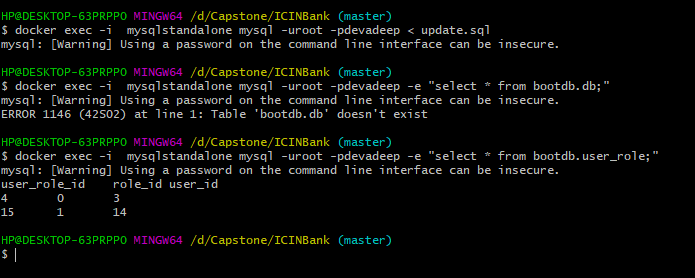 HP@DESKTOP-63PRPPO MINGW64 /d/Capstone/ICINBank (master)
$ docker exec -i  mysqlstandalone mysql -uroot -pdevadeep < update.sql
mysql: [Warning] Using a password on the command line interface can be insecure.
HP@DESKTOP-63PRPPO MINGW64 /d/Capstone/ICINBank (master)
$ docker exec -i  mysqlstandalone mysql -uroot -pdevadeep -e "select * from bootdb.db;"
mysql: [Warning] Using a password on the command line interface can be insecure.
ERROR 1146 (42S02) at line 1: Table 'bootdb.db' doesn't exist
HP@DESKTOP-63PRPPO MINGW64 /d/Capstone/ICINBank (master)
$ docker exec -i  mysqlstandalone mysql -uroot -pdevadeep -e "select * from bootdb.user_role;"
mysql: [Warning] Using a password on the command line interface can be insecure.
user_role_id    role_id user_id
4       0       3
15      1       14
HP@DESKTOP-63PRPPO MINGW64 /d/Capstone/ICINBank (master)
$